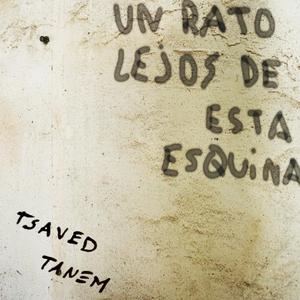 UN RATO
LEJOS DE
ESTA
ESQUINA
TSAVED
TANEM